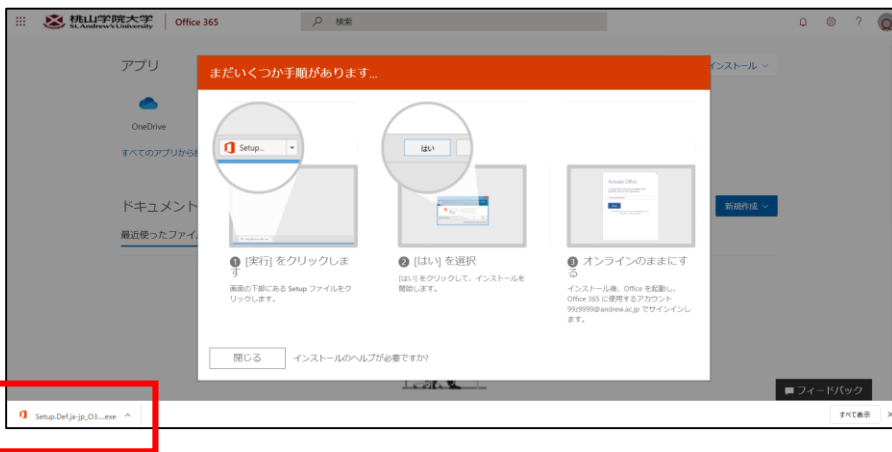 桃山学院大学
St. Andrew's University
Office 365
検索
アプリ
インストール
まだいくつか手順があります...
OneDrive
すべてのアプリから
Setup...
はい
Activate Office
ドキュメント
新規作成
最近使ったファイ
❶ [実行] をクリックしま
す
画面の下部にある Setup ファイルをク
リックします。
❷ [はい] を選択
[はい] をクリックして、インストールを
開始します。
❸ オンラインのままにす
る
インストール後、Office を起動し、
Office 365 に使用するアカウント
99z9999@andrew.ac.jp でサインインし
ます。
閉じる
インストールのヘルプが必要ですか?
フィードバック
Setup.Def.ja-jp_O3....exe
すべて表示